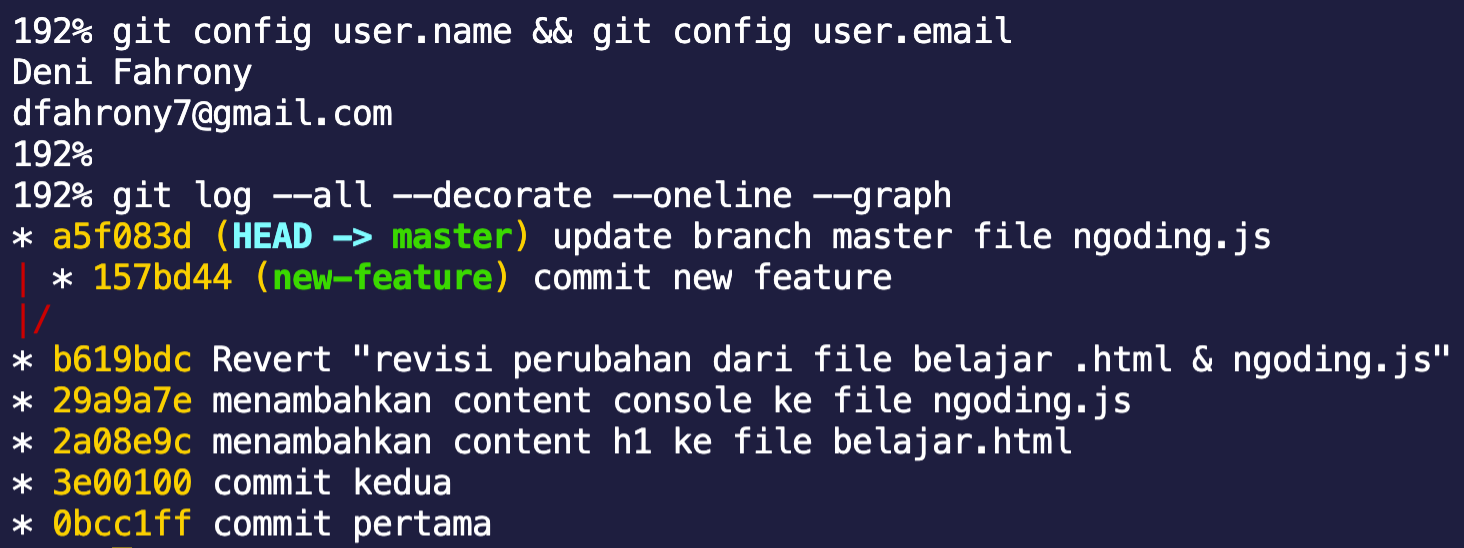 192% git config user.name && git config user.email
Deni Fahrony
dfahrony7@gmail.com
192%
192% git log --all --decorate --oneline --graph
* a5f083d (HEAD -> master) update branch master file ngoding.js
| * 157bd44 (new-feature) commit new feature
|/
* b619bdc Revert "revisi perubahan dari file belajar .html & ngoding.js"
* 29a9a7e menambahkan content console ke file ngoding.js
* 2a08e9c menambahkan content h1 ke file belajar.html
* 3e00100 commit kedua
* 0bcc1ff commit pertama